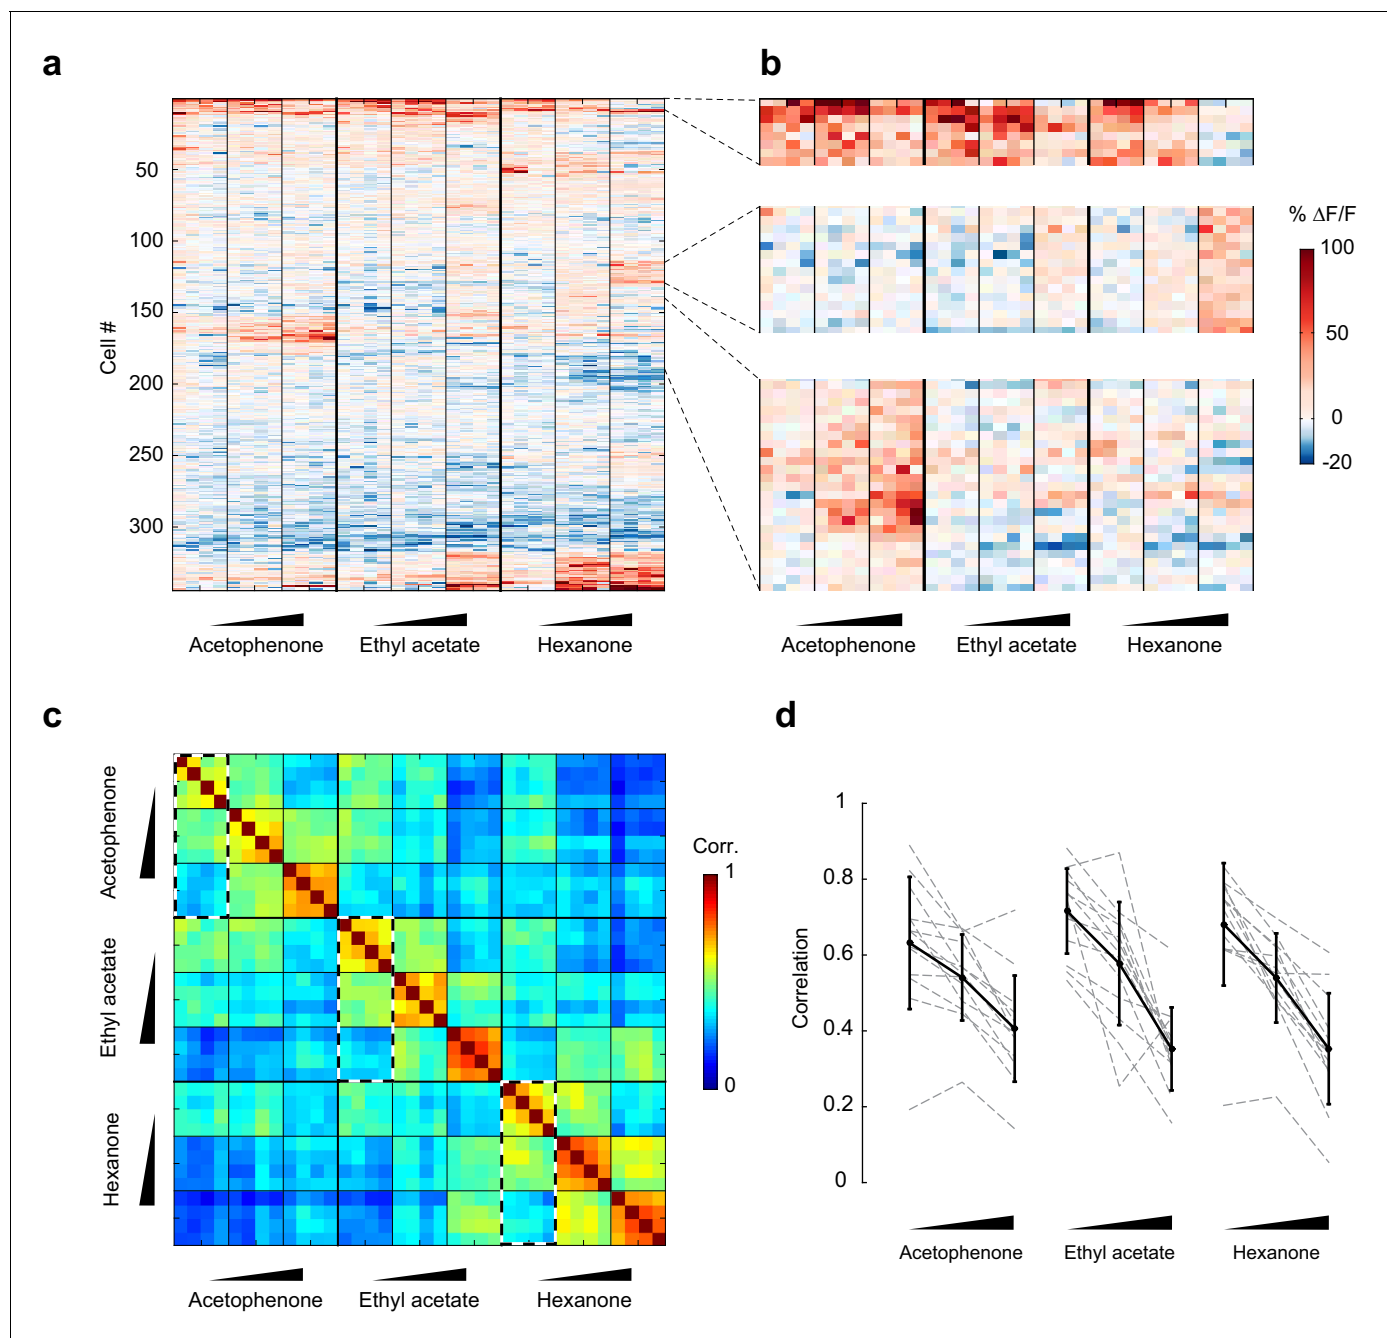 a
b
Cell #
50
100
150
200
250
300
Acetophenone
Ethyl acetate
Hexanone
Acetophenone
Ethyl acetate
Hexanone
% ΔF/F
100
50
0
-20
c
d
Acetophenone
Ethyl acetate
Hexanone
Acetophenone
Ethyl acetate
Hexanone
Corr.
1
0
Correlation
1
0.8
0.6
0.4
0.2
0
Acetophenone
Ethyl acetate
Hexanone